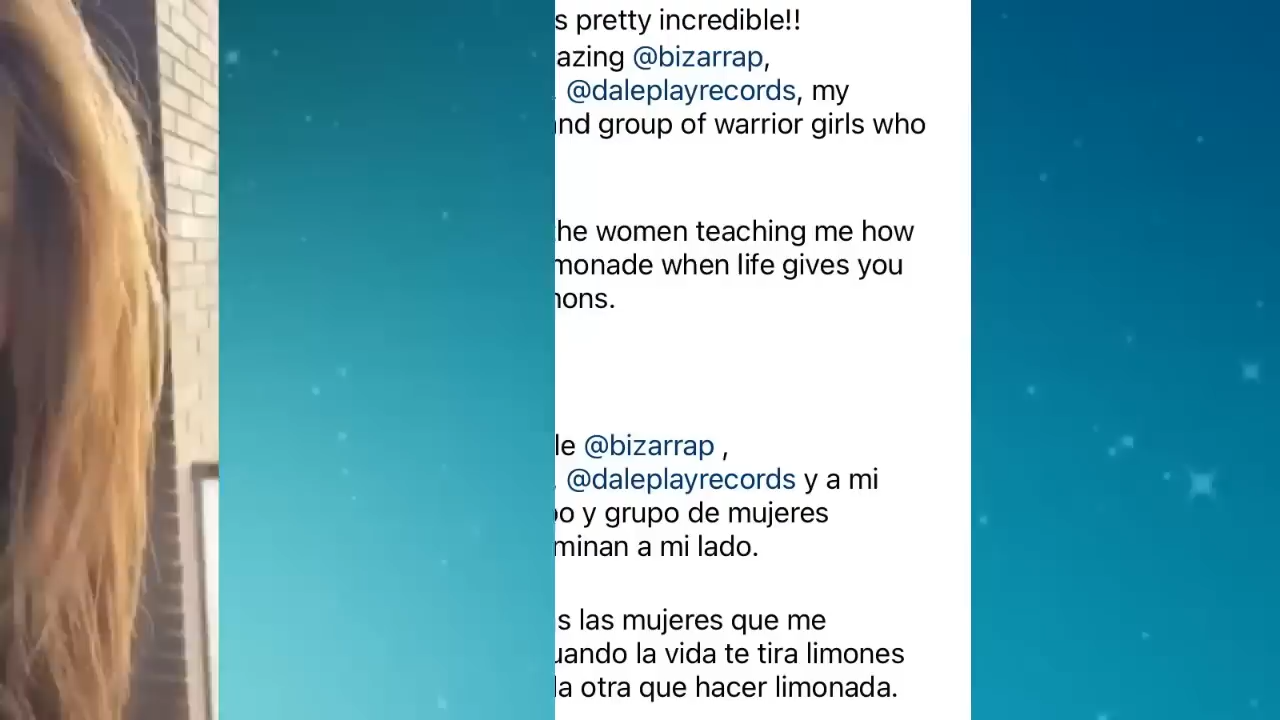 s pretty incredible!!
azing @bizarrap,
. @daleplayrecords, my
nd group of warrior girls who
he women teaching me how
monade when life gives you
ons.
le @bizarrap ,
. @daleplayrecords y a mi
o y grupo de mujeres
minan a mi lado.
s las mujeres que me
uando la vida te tira limones
la otra que hacer limonada.